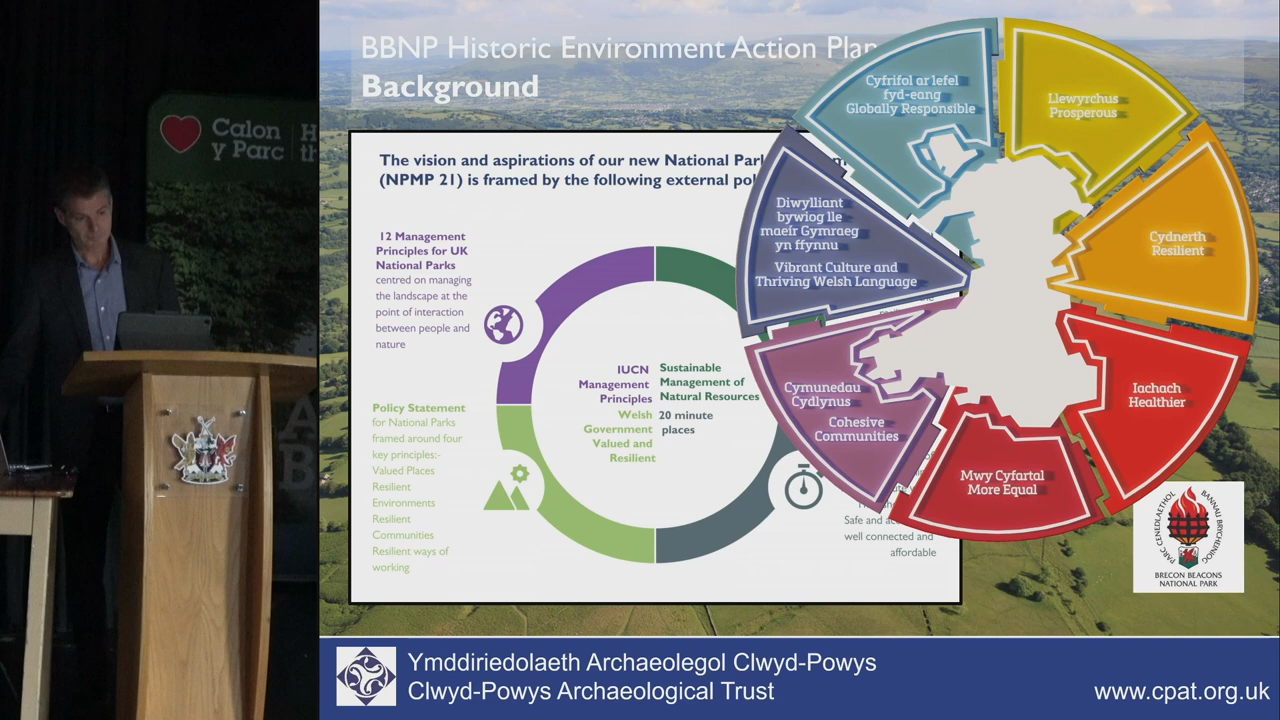 Calon
y Parc
BBNP Historic Environment Action Plan
Background
The vision and aspirations of our new National Park
(NPMP 21) is framed by the following external
12 Management
Principles for UK
National Parks
centred on managing
the landscape at the
point of interaction
between people and
nature
Policy Statement
for National Parks
framed around four
key principles:-
Valued Places
Resilient
Environments
Resilient
Communities
Resilient ways of
working
IUCN
Management
Principles
Sustainable
Management of
Natural Resources
Welsh
Government
Valued and
Resilient
20 minute
places
Safe and
well connected and
affordable
Cyfrifol ar lefel
fyd-eang
Globally Responsible
Llewyrchus
Prosperous
Cydnerth
Resilient
Iachach
Healthier
Mwy Cyfartal
More Equal
Cymunedau
Cydlynus
Cohesive
Communities
Diwylliant
bywiog lle
mae'r Gymraeg
yn ffynnu
Vibrant Culture and
Thriving Welsh Language
PARC CENEDLAETHOL BANNAU BRYCHEINIOG
BRECON BEACONS
NATIONAL PARK
Ymddiriedolaeth Archaeolegol Clwyd-Powys
Clwyd-Powys Archaeological Trust
www.cpat.org.uk